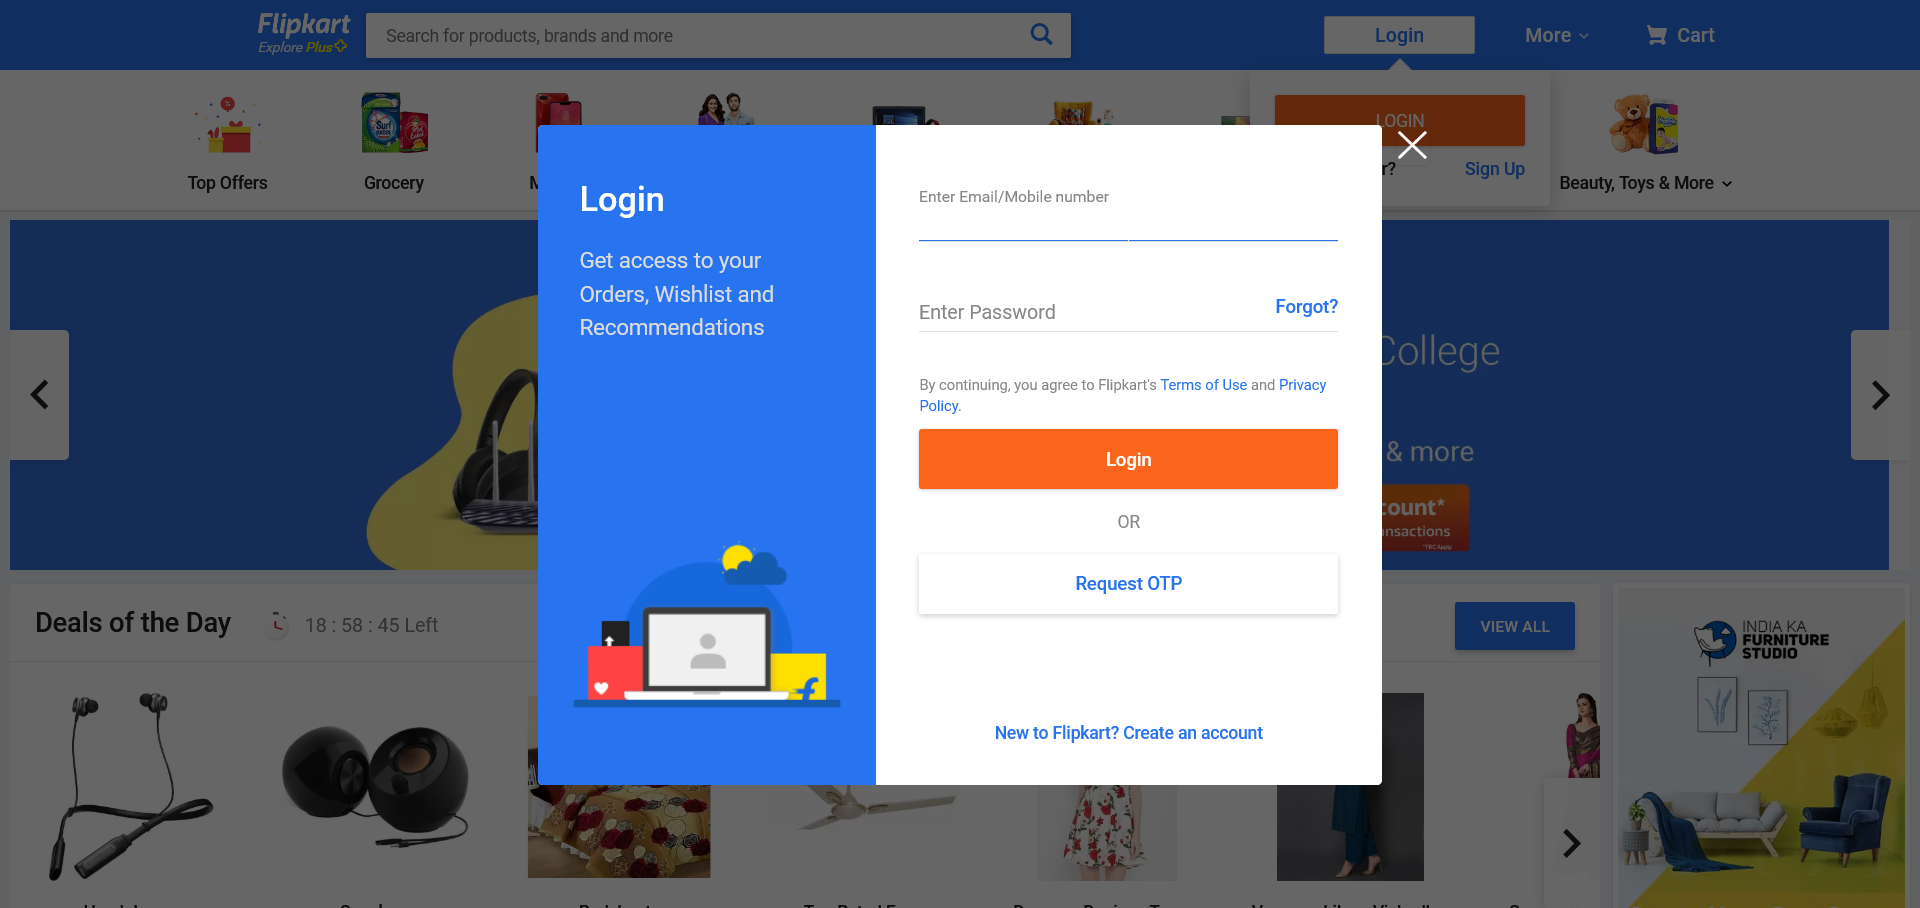 Flipkart
Explore Plus
Search for products, brands and more
Login
More
Cart
LOGIN
r?
Sign Up
Top Offers
Grocery
M
Beauty, Toys & More
Login
Get access to your
Orders, Wishlist and
Recommendations
Enter Email/Mobile number
Enter Password
Forgot?
By continuing, you agree to Flipkart's Terms of Use and Privacy
Policy.
Login
OR
Request OTP
New to Flipkart? Create an account
College
& more
count*
nsactions
*T&C Apply
Deals of the Day
18 : 58 : 45 Left
VIEW ALL
INDIA KA
FURNITURE
STUDIO